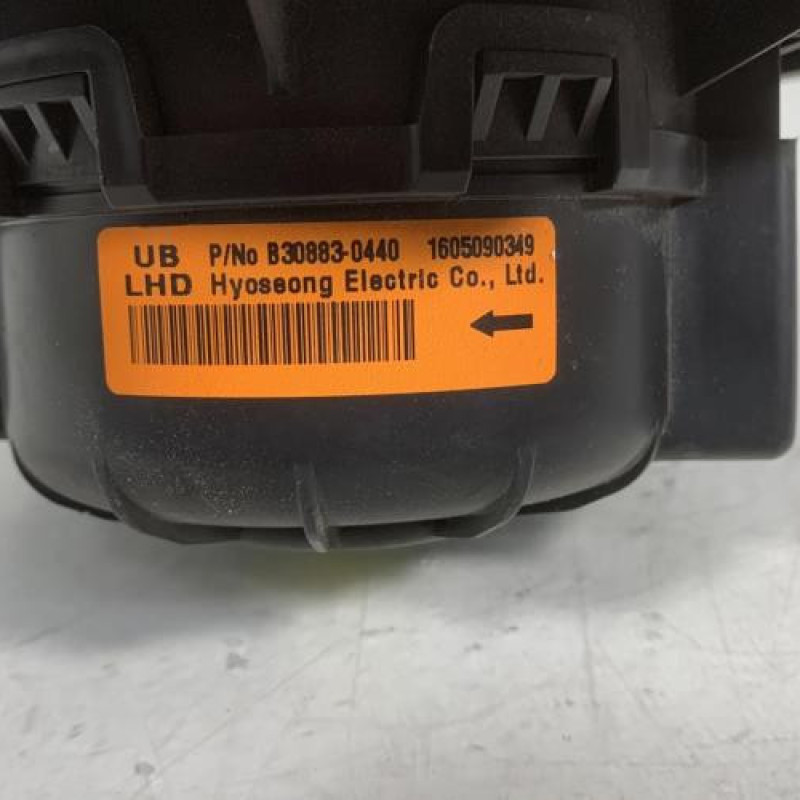 UB P/No B30883-0440 1605090349
LHD Hyoseong Electric Co., Ltd.